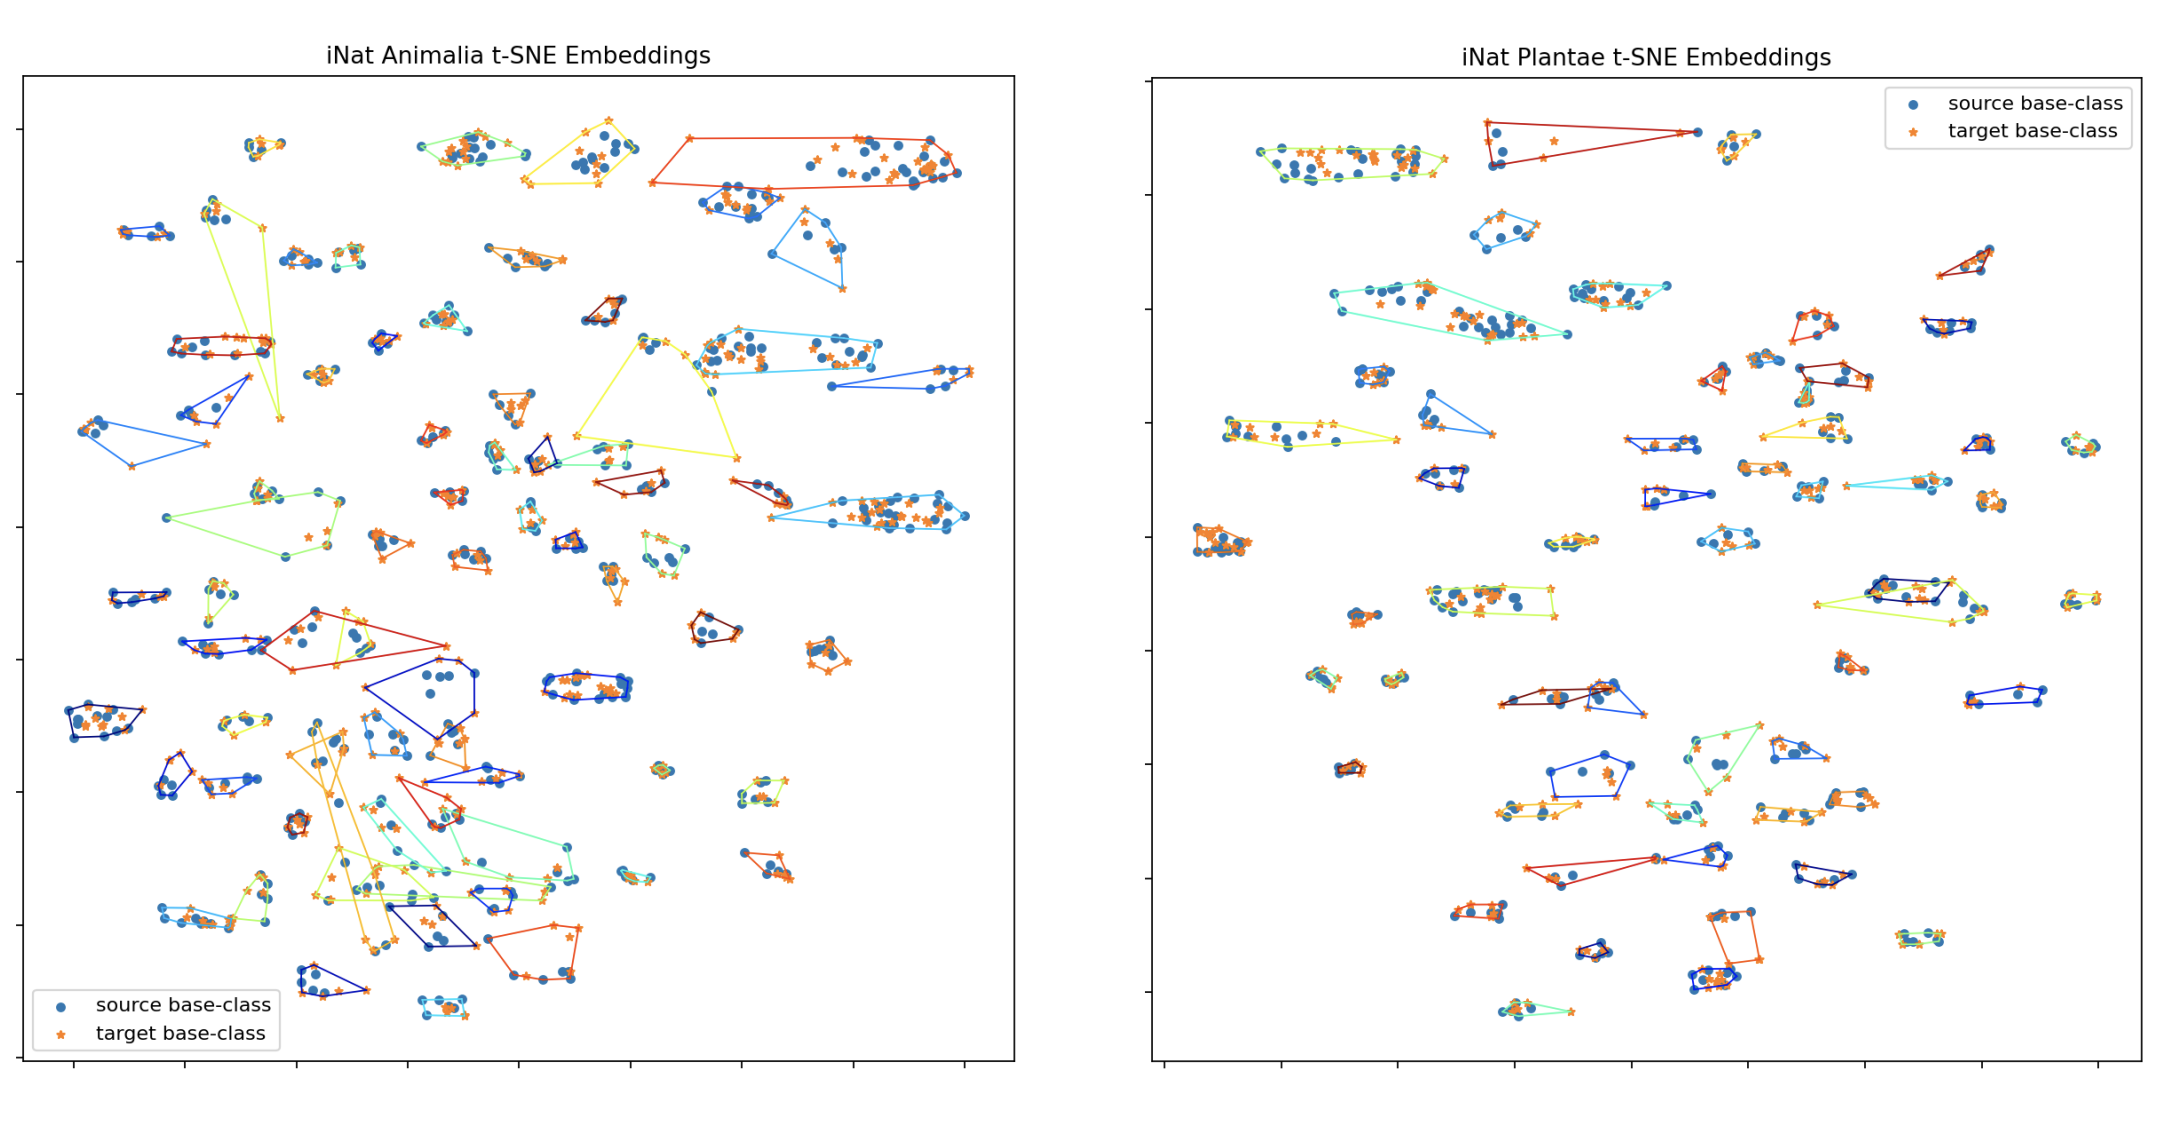 iNat Animalia t-SNE Embeddings
source base-class
target base-class
iNat Plantae t-SNE Embeddings
source base-class
target base-class